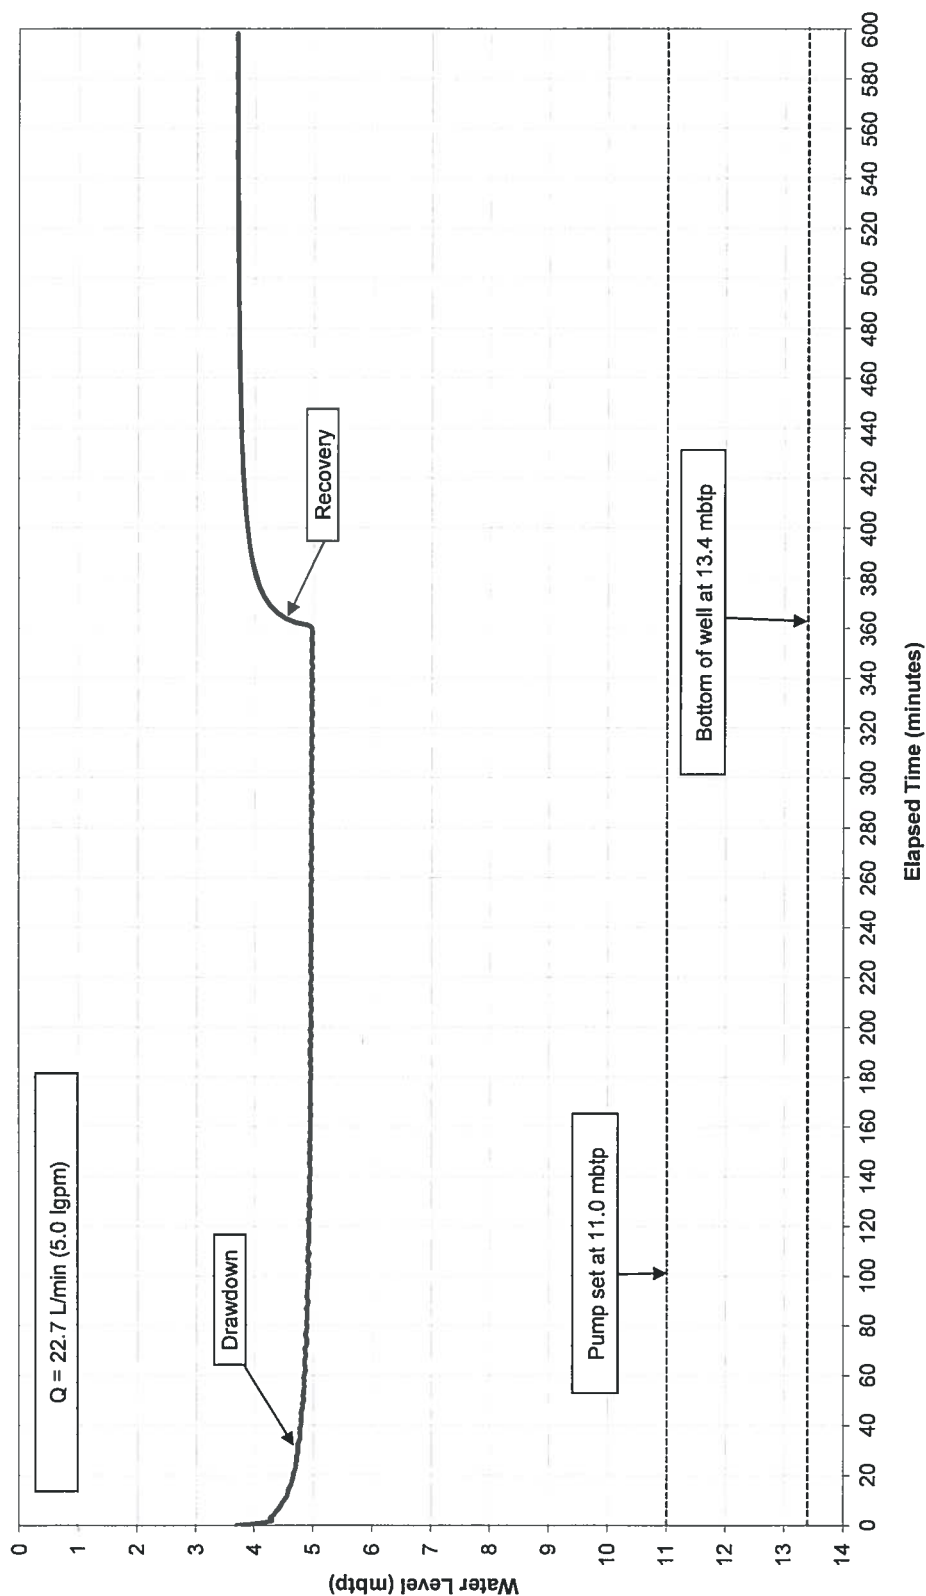 Q = 22.7 L/min (5.0 Igpm)
Drawdown
Recovery
Pump set at 11.0 mbtp
Bottom of well at 13.4 mbtp
Water Level (mbtp)
0
1
2
3
4
5
6
7
8
9
10
11
12
13
14
0 20 40 60 80 100 120 140 160 180 200 220 240 260 280 300 320 340 360 380 400 420 440 460 480 500 520 540 560 580 600
Elapsed Time (minutes)